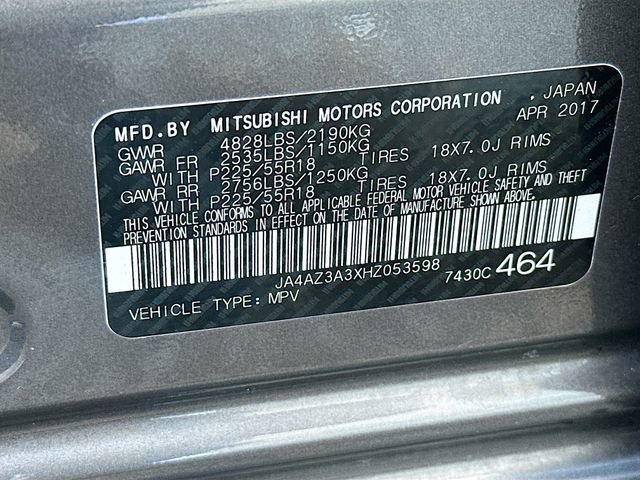 MFD.BY MITSUBISHI MOTORS CORPORATION . JAPAN
APR 2017
GVWR 4828LBS/2190KG
GAWR FR 2535LBS/1150KG
WITH P225/55R18 TIRES 18X7.0J RIMS
GAWR RR 2756LBS/1250KG
WITH P225/55R18 TIRES 18X7.0J RIMS
THIS VEHICLE CONFORMS TO ALL APPLICABLE FEDERAL MOTOR VEHICLE SAFETY AND THEFT
PREVENTION STANDARDS IN EFFECT ON THE DATE OF MANUFACTURE SHOWN ABOVE.
JA4AZ3A3XHZ053598 7430C 464
VEHICLE TYPE: MPV